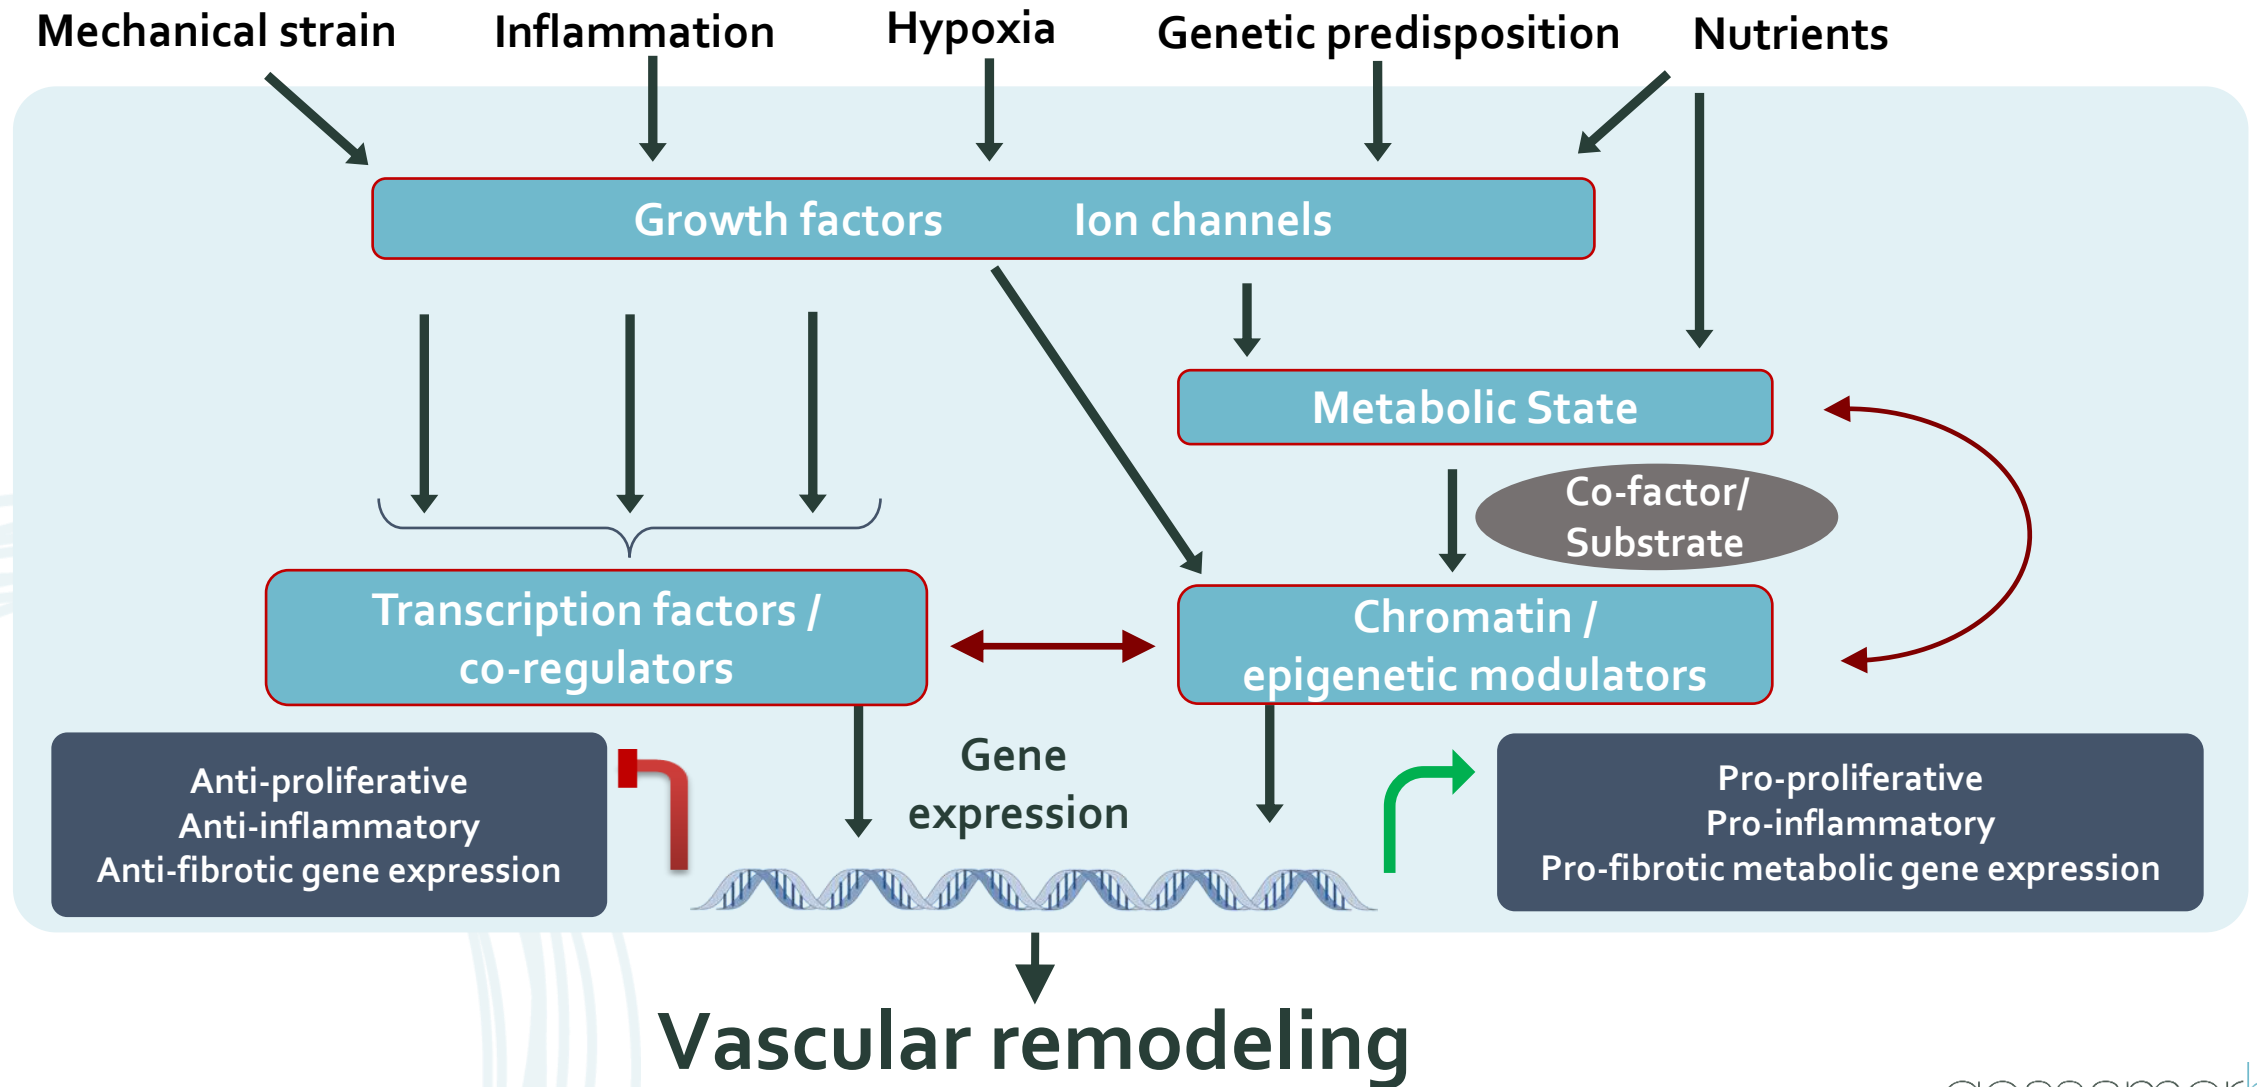 Mechanical strain
Inflammation
Hypoxia
Genetic predisposition
Nutrients
Growth factors
Ion channels
Metabolic State
Co-factor/
Substrate
Transcription factors /
co-regulators
Chromatin /
epigenetic modulators
Gene
expression
Anti-proliferative
Anti-inflammatory
Anti-fibrotic gene expression
Pro-proliferative
Pro-inflammatory
Pro-fibrotic metabolic gene expression
Vascular remodeling